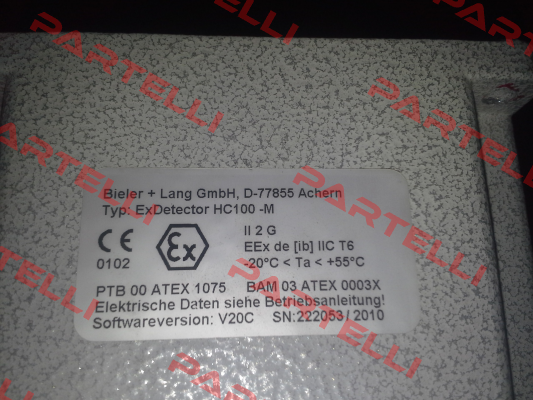 PARTELLI
PARTELLI
PARTELLI
Bieler + Lang GmbH, D-77855 Achern
Typ: ExDetector HC100 -M
CE Ex II 2 G
EEx de [ib] IIC T6
0102 -20°C < Ta < +55°C
PTB 00 ATEX 1075 BAM 03 ATEX 0003X
Elektrische Daten siehe Betriebsanleitung!
Softwareversion: V20C SN:222053/2010
PARTELLI
PARTELLI